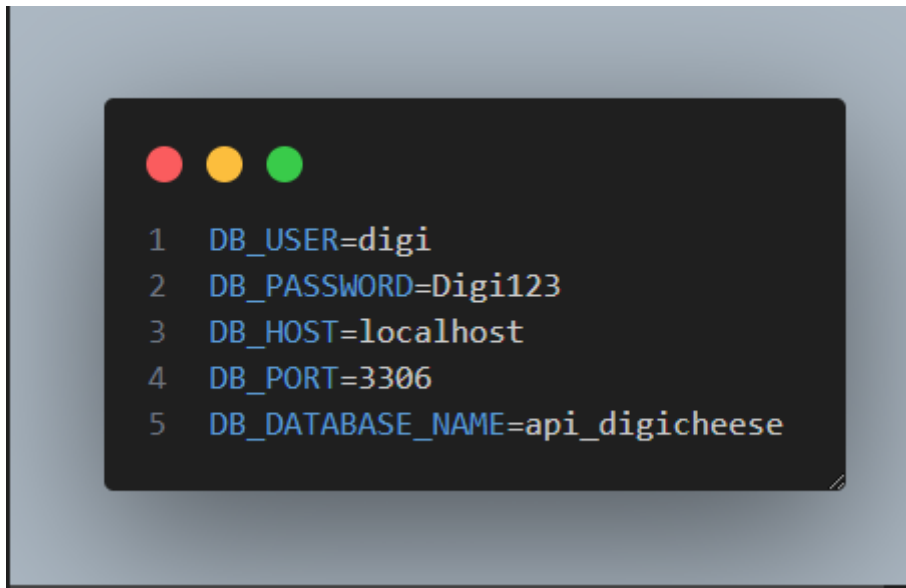 1 DB_USER=digi
2 DB_PASSWORD=Digi123
3 DB_HOST=localhost
4 DB_PORT=3306
5 DB_DATABASE_NAME=api_digicheese